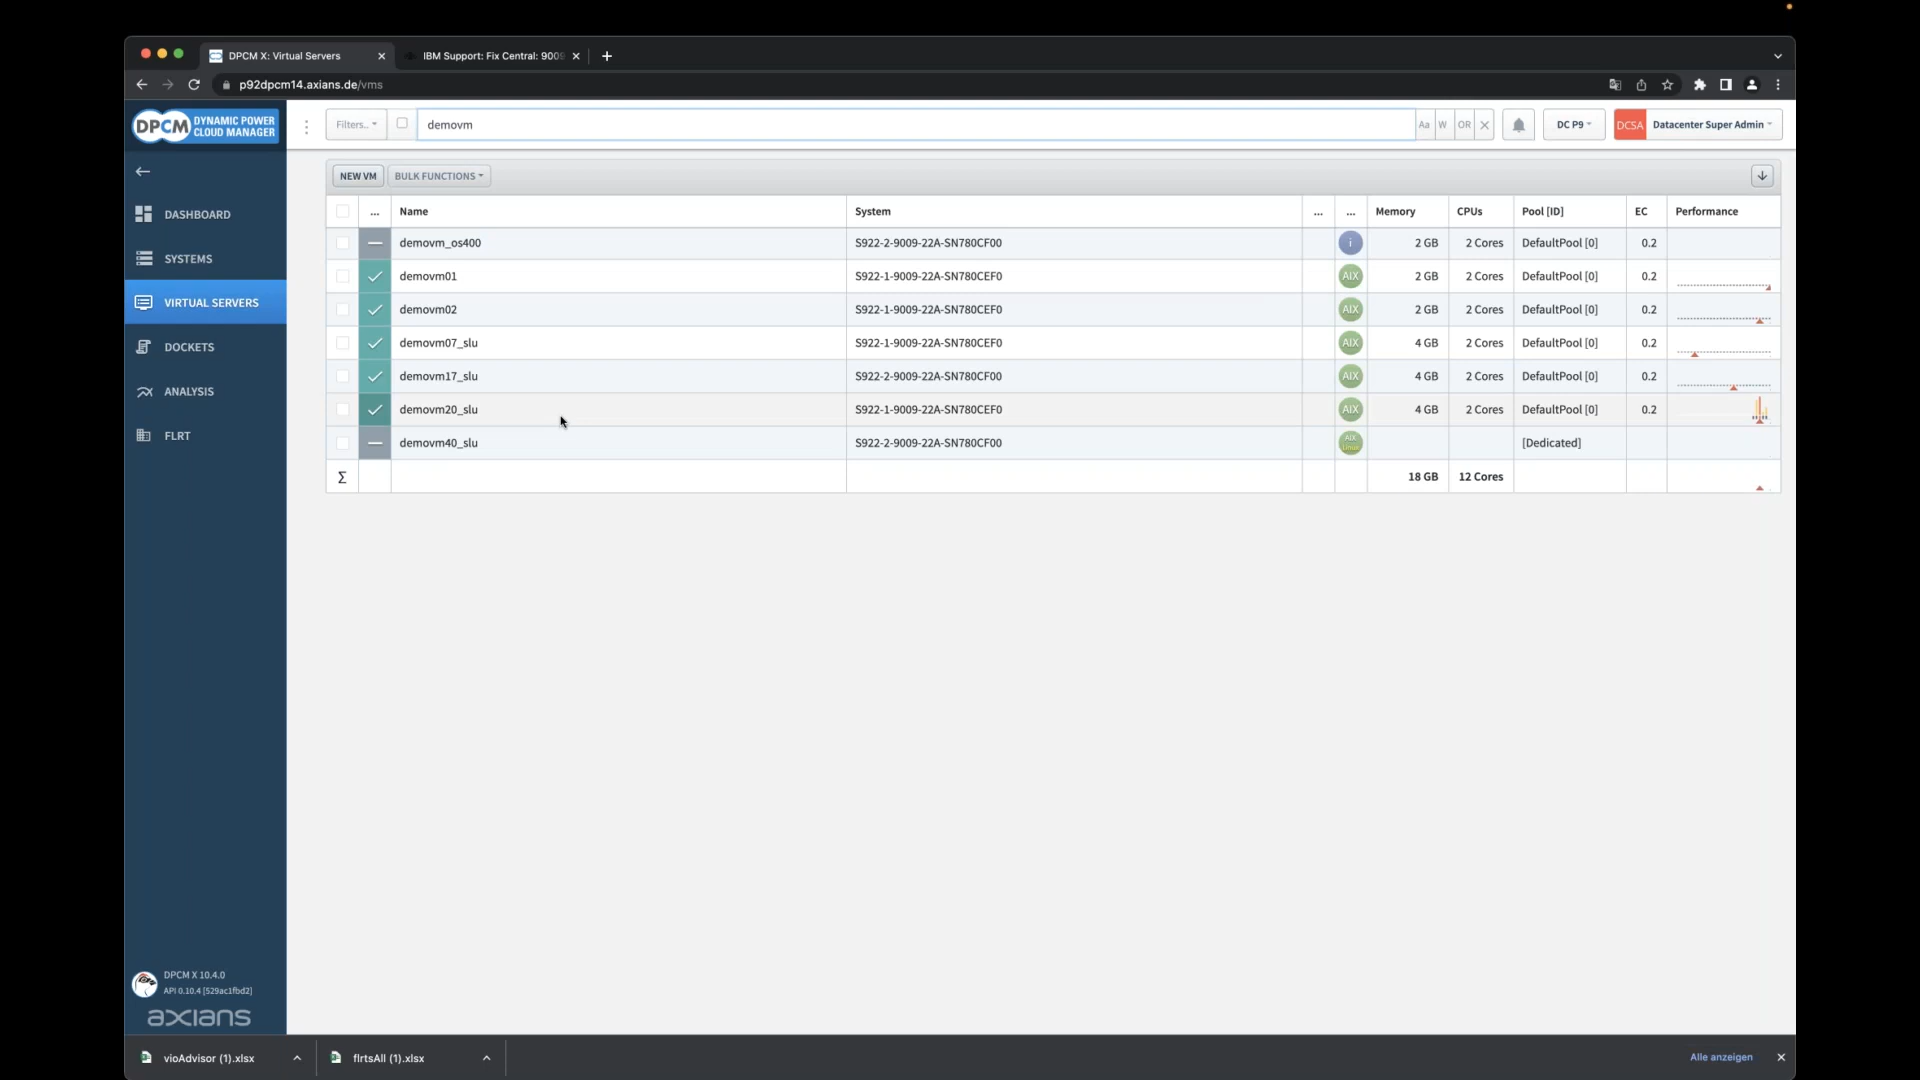 DPCM X: Virtual Servers
IBM Support: Fix Central: 9009
p92dpcm14.axians.de/vms
DPCM DYNAMIC POWER CLOUD MANAGER
Filters..
demovm
Aa W OR
DC P9
DCSA Datacenter Super Admin
DASHBOARD
SYSTEMS
VIRTUAL SERVERS
DOCKETS
ANALYSIS
FLRT
NEW VM BULK FUNCTIONS
... Name System ... ... Memory CPUs Pool [ID] EC Performance
demovm_os400 S922-2-9009-22A-SN780CF00 i 2 GB 2 Cores DefaultPool [0] 0.2
demovm01 S922-1-9009-22A-SN780CEF0 AIX 2 GB 2 Cores DefaultPool [0] 0.2
demovm02 S922-1-9009-22A-SN780CEF0 AIX 2 GB 2 Cores DefaultPool [0] 0.2
demovm07_slu S922-1-9009-22A-SN780CEF0 AIX 4 GB 2 Cores DefaultPool [0] 0.2
demovm17_slu S922-2-9009-22A-SN780CF00 AIX 4 GB 2 Cores DefaultPool [0] 0.2
demovm20_slu S922-1-9009-22A-SN780CEF0 AIX 4 GB 2 Cores DefaultPool [0] 0.2
demovm40_slu S922-2-9009-22A-SN780CF00 AIX Linux [Dedicated]
Σ 18 GB 12 Cores
DPCM X 10.4.0
API 0.10.4 [529ac1fbd2]
axians
vioAdvisor (1).xlsx
flrtsAll (1).xlsx
Alle anzeigen